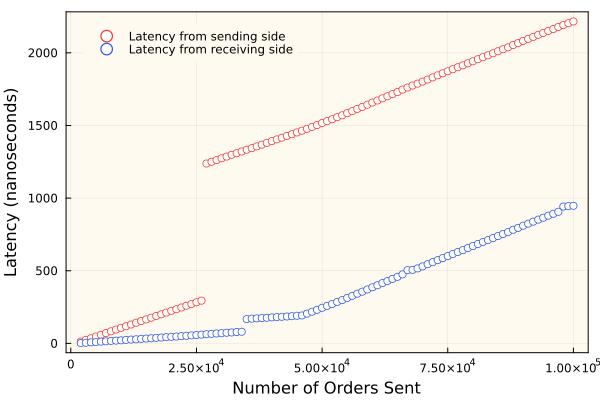 Latency from sending side
Latency from receiving side
2000
1500
1000
500
0
Latency (nanoseconds)
0 2.50×10⁴ 5.00×10⁴ 7.50×10⁴ 1.00×10⁵
Number of Orders Sent